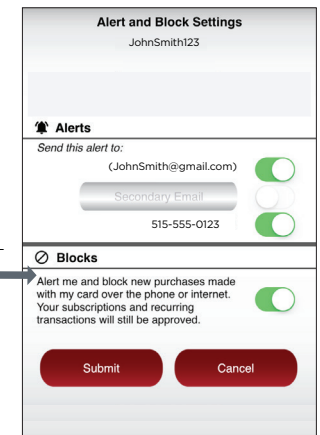 Alert and Block Settings
JohnSmith123
Alerts
Send this alert to:
(JohnSmith@gmail.com)
Secondary Email
515-555-0123
Blocks
Alert me and block new purchases made
with my card over the phone or internet.
Your subscriptions and recurring
transactions will still be approved.
Submit Cancel